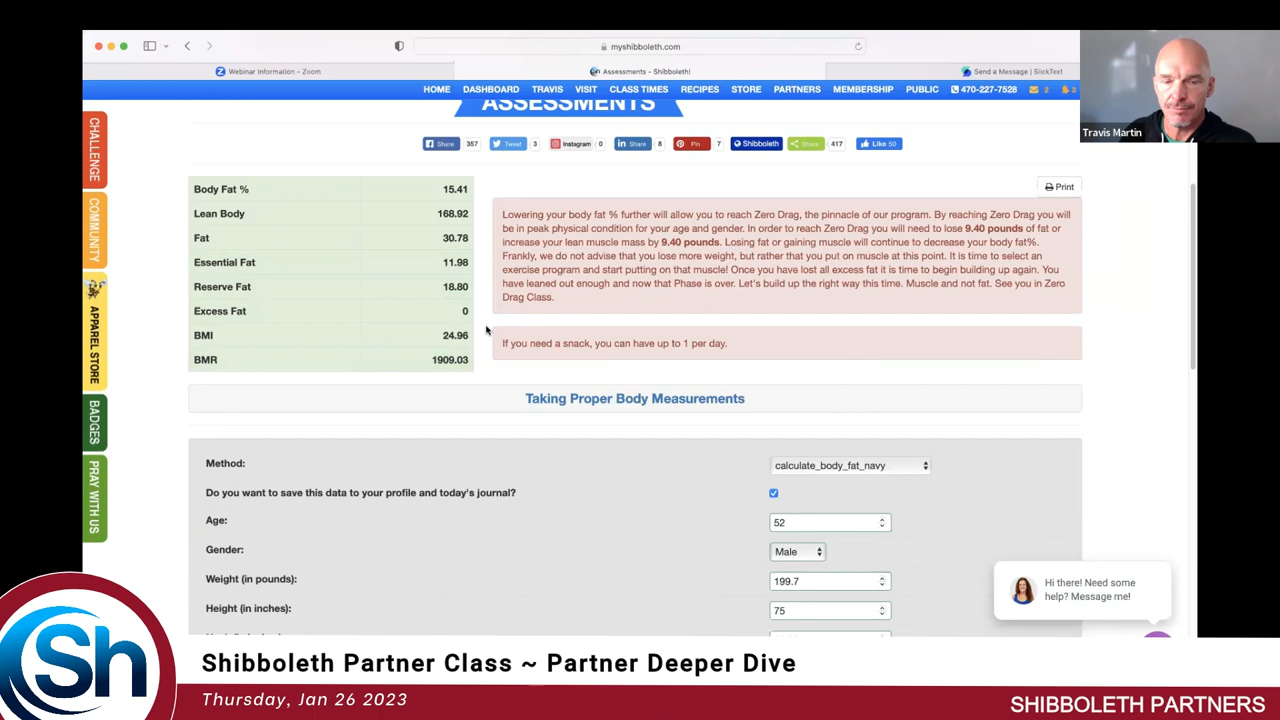 myshibboleth.com
Webinar Information - Zoom
Assessments - Shibboleth!
Send a Message | SlickText
HOME DASHBOARD TRAVIS VISIT CLASS TIMES RECIPES STORE PARTNERS MEMBERSHIP PUBLIC 470-227-7528 2 3
ASSESSMENTS
Travis Martin
Share 357 Tweet 3 Instagram 0 Share 8 Pin 7 Shibboleth Share 417 Like 50
CHALLENGE
COMMUNITY
APPAREL STORE
BADGES
PRAY WITH US
Body Fat % 15.41
Lean Body 168.92
Fat 30.78
Essential Fat 11.98
Reserve Fat 18.80
Excess Fat 0
BMI 24.96
BMR 1909.03
Print
Lowering your body fat % further will allow you to reach Zero Drag, the pinnacle of our program. By reaching Zero Drag you will
be in peak physical condition for your age and gender. In order to reach Zero Drag you will need to lose 9.40 pounds of fat or
increase your lean muscle mass by 9.40 pounds. Losing fat or gaining muscle will continue to decrease your body fat%.
Frankly, we do not advise that you lose more weight, but rather that you put on muscle at this point. It is time to select an
exercise program and start putting on that muscle! Once you have lost all excess fat it is time to begin building up again. You
have leaned out enough and now that Phase is over. Let's build up the right way this time. Muscle and not fat. See you in Zero
Drag Class.
If you need a snack, you can have up to 1 per day.
Taking Proper Body Measurements
Method: calculate_body_fat_navy
Do you want to save this data to your profile and today's journal?
Age: 52
Gender: Male
Weight (in pounds): 199.7
Height (in inches): 75
Hi there! Need some
help? Message me!
Sh
Shibboleth Partner Class ~ Partner Deeper Dive
Thursday, Jan 26 2023
SHIBBOLETH PARTNERS